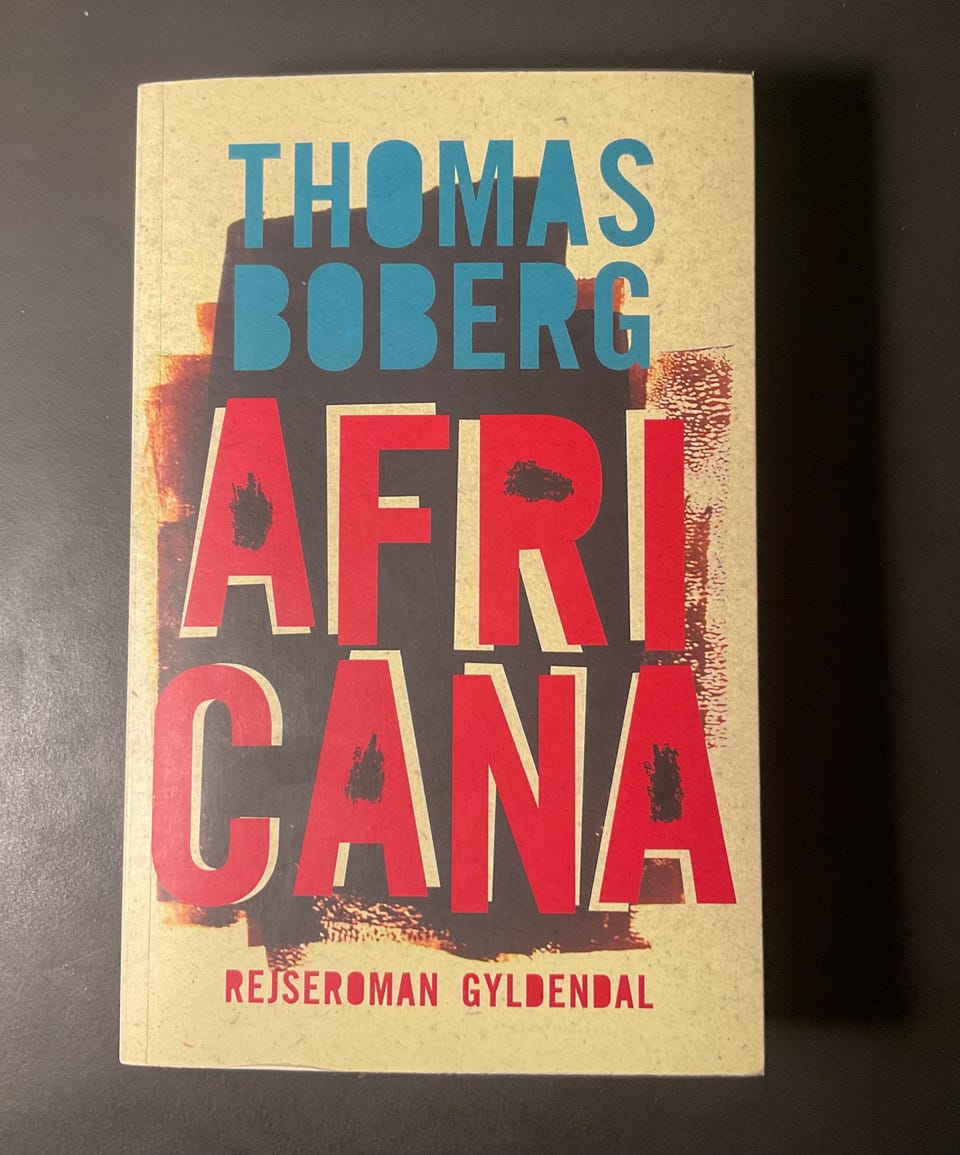 THOMAS
BOBERG
AFRI
CANA
REJSEROMAN GYLDENDAL